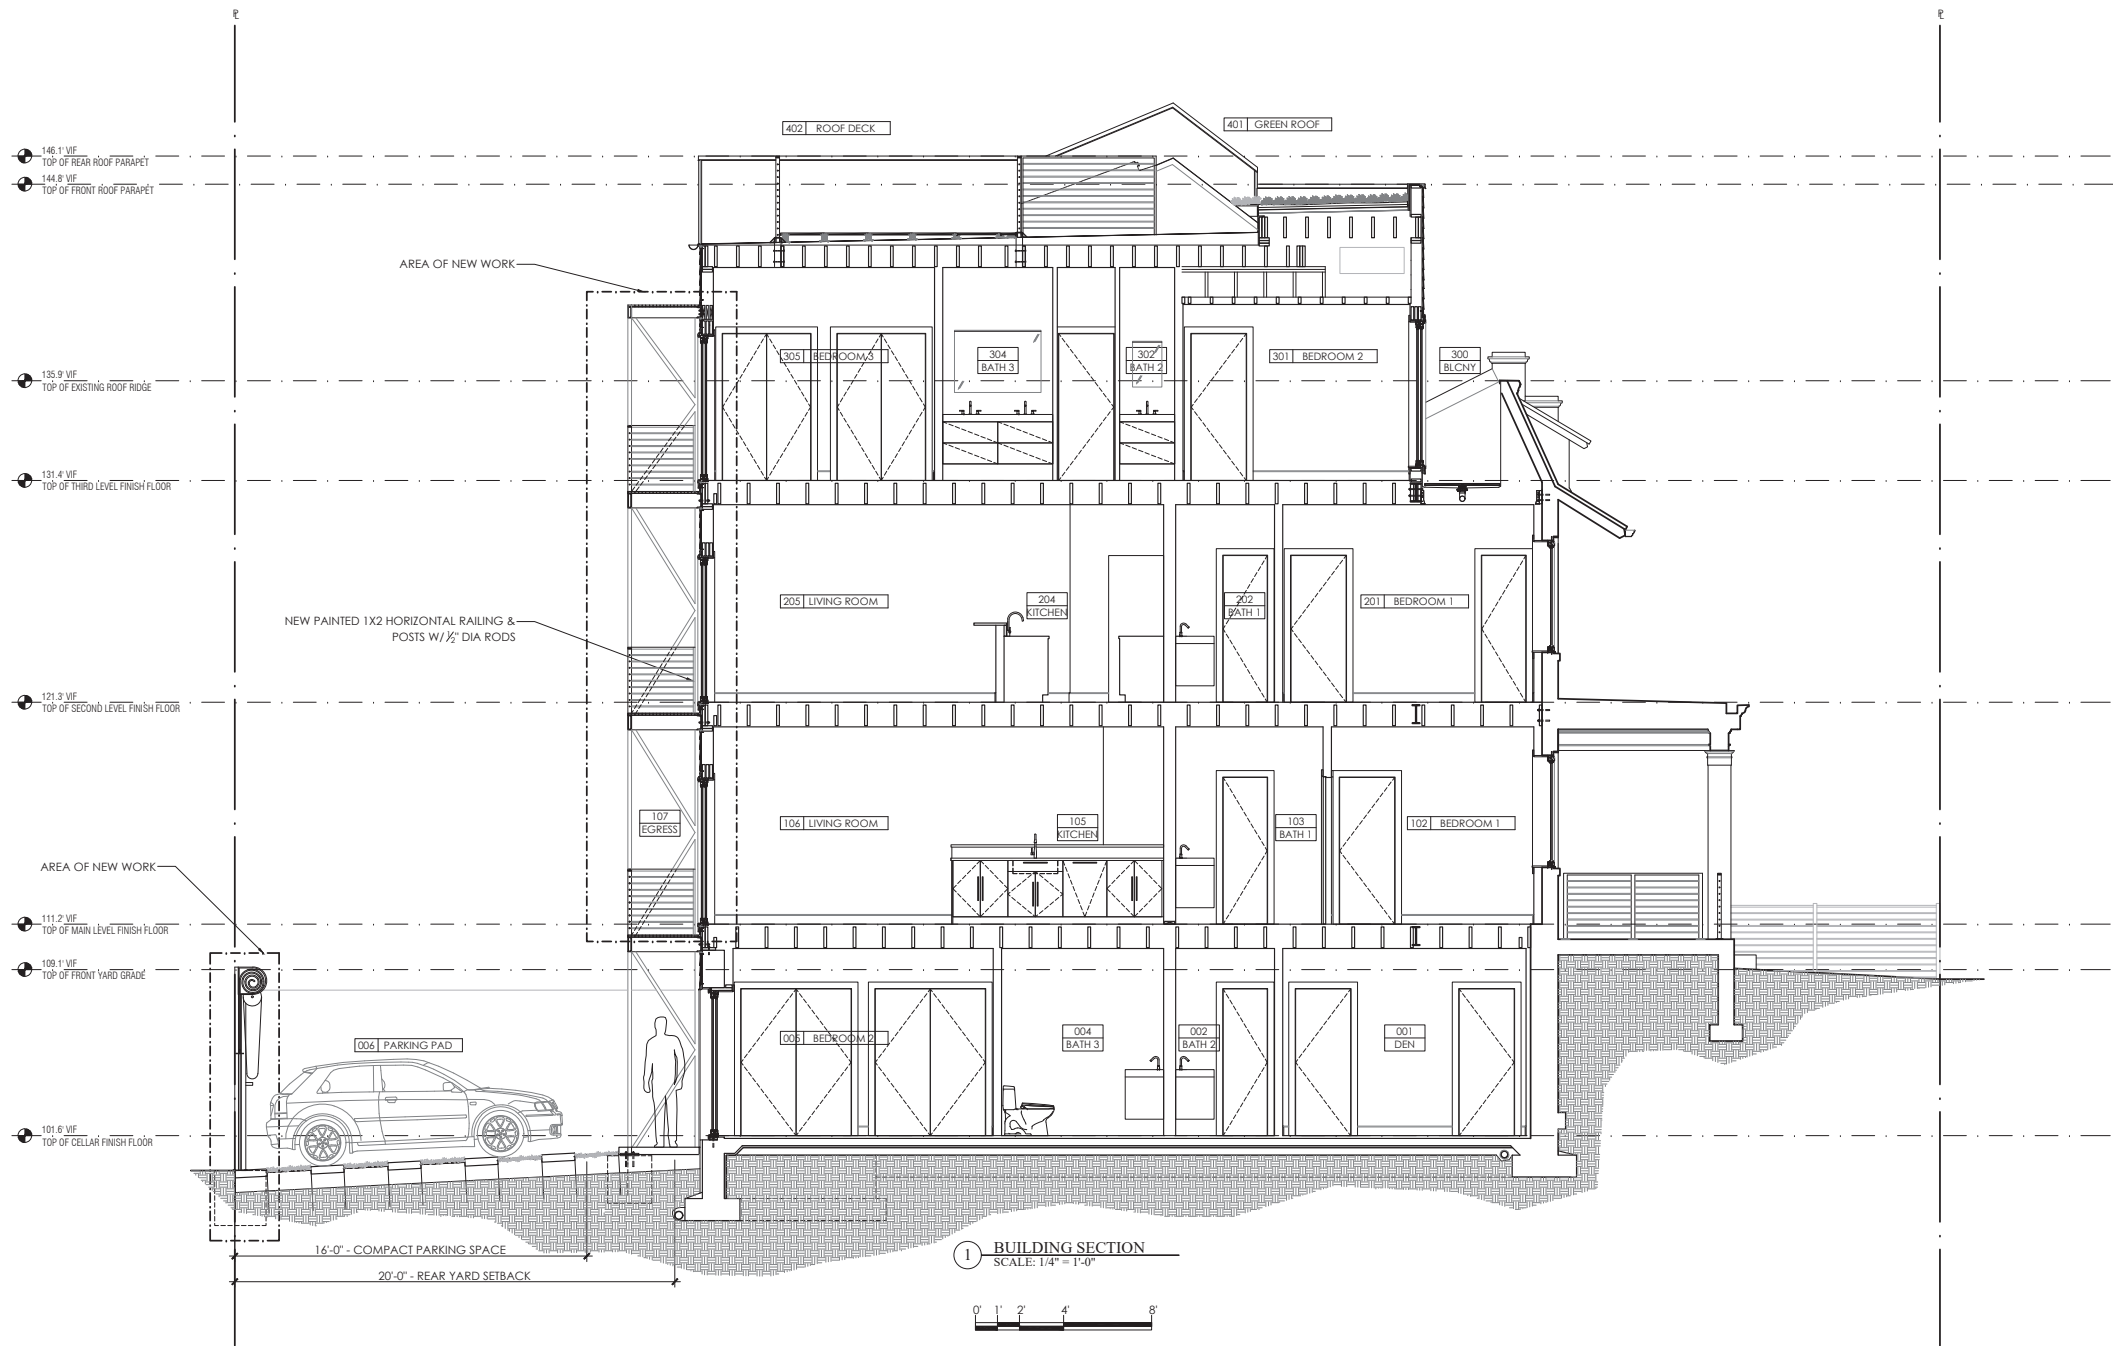 402 ROOF DECK
401 GREEN ROOF
146.1' VIF
TOP OF REAR ROOF PARAPET
144.8' VIF
TOP OF FRONT ROOF PARAPET
AREA OF NEW WORK
305 BEDROOM 3
304
BATH 3
302
BATH 2
301 BEDROOM 2
300
BLCNY
135.9' VIF
TOP OF EXISTING ROOF RIDGE
131.4' VIF
TOP OF THIRD LEVEL FINISH FLOOR
205 LIVING ROOM
204
KITCHEN
202
BATH 1
201 BEDROOM 1
NEW PAINTED 1X2 HORIZONTAL RAILING &
POSTS W/ ½" DIA RODS
121.3' VIF
TOP OF SECOND LEVEL FINISH FLOOR
107
EGRESS
106 LIVING ROOM
105
KITCHEN
103
BATH 1
102 BEDROOM 1
AREA OF NEW WORK
111.2' VIF
TOP OF MAIN LEVEL FINISH FLOOR
109.1' VIF
TOP OF FRONT YARD GRADE
006 PARKING PAD
005 BEDROOM 2
004
BATH 3
002
BATH 2
001
DEN
101.6' VIF
TOP OF CELLAR FINISH FLOOR
16'-0" - COMPACT PARKING SPACE
20'-0" - REAR YARD SETBACK
1 BUILDING SECTION
SCALE: 1/4" = 1'-0"
0' 1' 2' 4' 8'